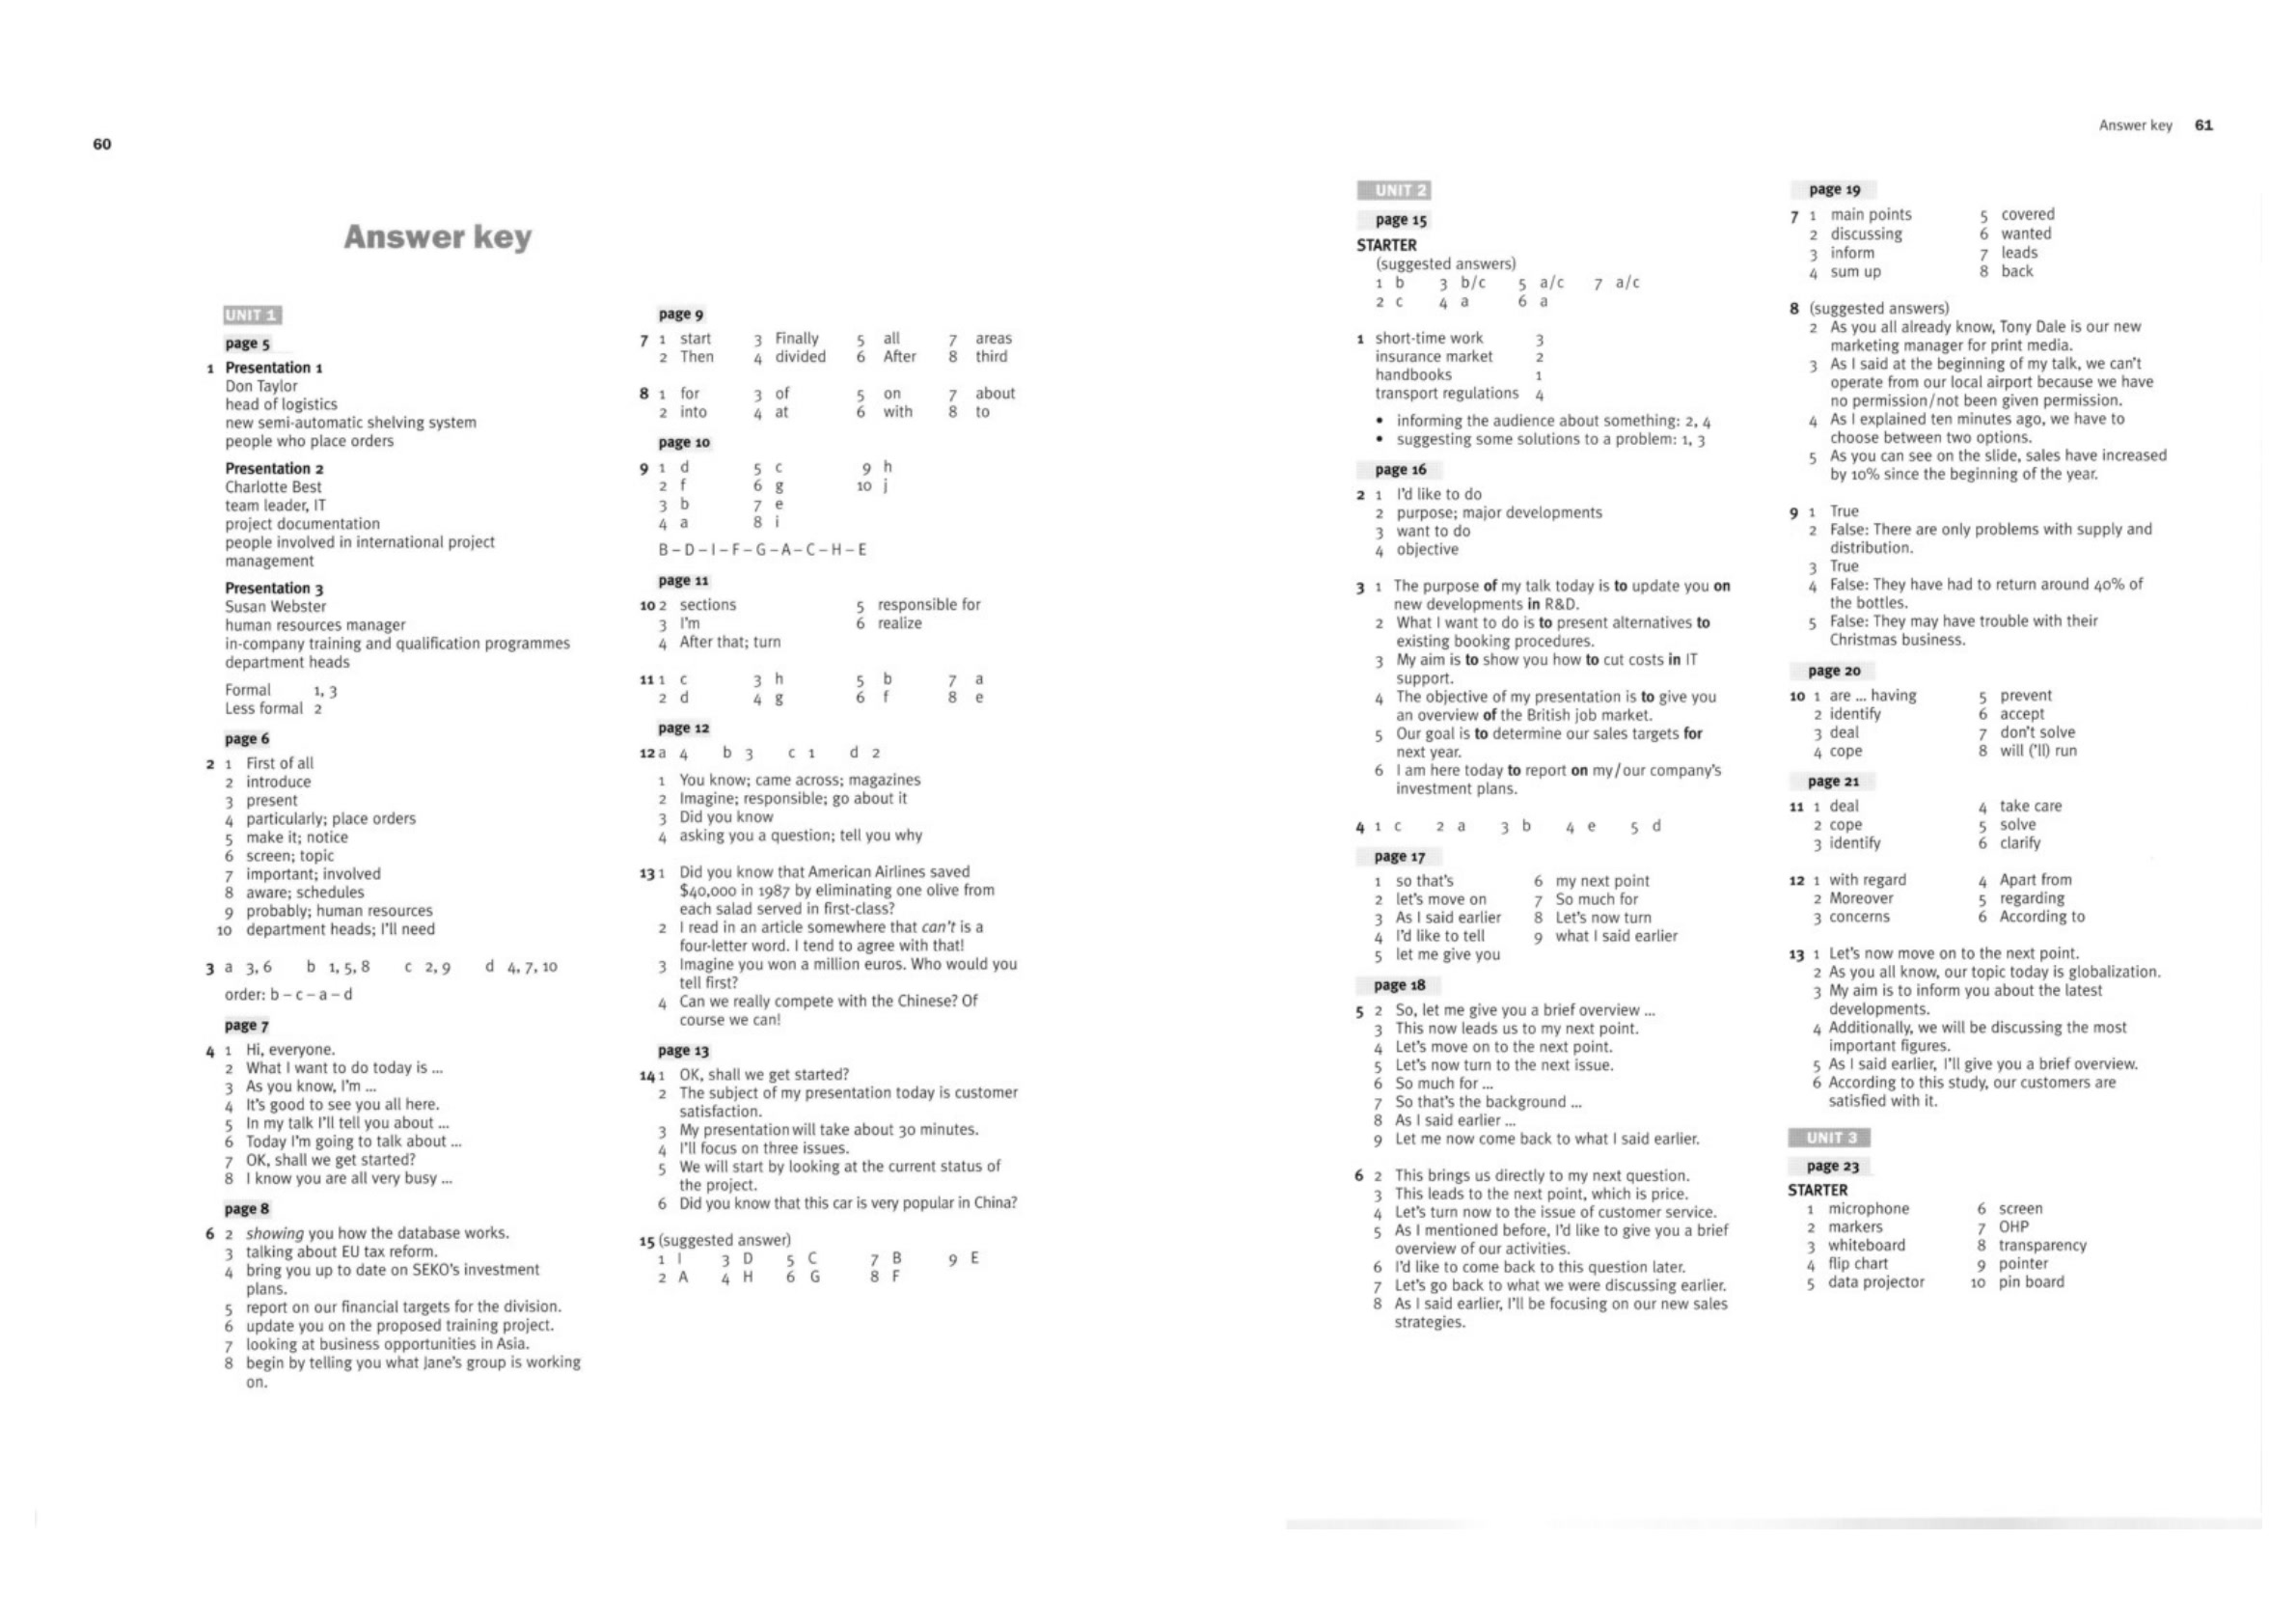 60
Answer key
UNIT 1
page 5
1 Presentation 1
Don Taylor
head of logistics
new semi-automatic shelving system
people who place orders
Presentation 2
Charlotte Best
team leader, IT
project documentation
people involved in international project
management
Presentation 3
Susan Webster
human resources manager
in-company training and qualification programmes
department heads
Formal 1, 3
Less formal 2
page 6
2 1 First of all
2 introduce
3 present
4 particularly; place orders
5 make it; notice
6 screen; topic
7 important; involved
8 aware; schedules
9 probably; human resources
10 department heads; I'll need
3 a 3, 6 b 1, 5, 8 c 2, 9 d 4, 7, 10
order: b – c – a – d
page 7
4 1 Hi, everyone.
2 What I want to do today is ...
3 As you know, I'm ...
4 It's good to see you all here.
5 In my talk I'll tell you about ...
6 Today I'm going to talk about ...
7 OK, shall we get started?
8 I know you are all very busy ...
page 8
6 2 showing you how the database works.
3 talking about EU tax reform.
4 bring you up to date on SEKO's investment
plans.
5 report on our financial targets for the division.
6 update you on the proposed training project.
7 looking at business opportunities in Asia.
8 begin by telling you what Jane's group is working
on.
page 9
7 1 start 3 Finally 5 all 7 areas
2 Then 4 divided 6 After 8 third
8 1 for 3 of 5 on 7 about
2 into 4 at 6 with 8 to
page 10
9 1 d 5 c 9 h
2 f 6 g 10 j
3 b 7 e
4 a 8 i
B – D – I – F – G – A – C – H – E
page 11
10 2 sections 5 responsible for
3 I'm 6 realize
4 After that; turn
11 1 c 3 h 5 b 7 a
2 d 4 g 6 f 8 e
page 12
12 a 4 b 3 c 1 d 2
1 You know; came across; magazines
2 Imagine; responsible; go about it
3 Did you know
4 asking you a question; tell you why
13 1 Did you know that American Airlines saved
$40,000 in 1987 by eliminating one olive from
each salad served in first-class?
2 I read in an article somewhere that can't is a
four-letter word. I tend to agree with that!
3 Imagine you won a million euros. Who would you
tell first?
4 Can we really compete with the Chinese? Of
course we can!
page 13
14 1 OK, shall we get started?
2 The subject of my presentation today is customer
satisfaction.
3 My presentation will take about 30 minutes.
4 I'll focus on three issues.
5 We will start by looking at the current status of
the project.
6 Did you know that this car is very popular in China?
15 (suggested answer)
1 I 3 D 5 C 7 B 9 E
2 A 4 H 6 G 8 F
Answer key 61
UNIT 2
page 15
STARTER
(suggested answers)
1 b 3 b/c 5 a/c 7 a/c
2 c 4 a 6 a
1 short-time work 3
insurance market 2
handbooks 1
transport regulations 4
• informing the audience about something: 2, 4
• suggesting some solutions to a problem: 1, 3
page 16
2 1 I'd like to do
2 purpose; major developments
3 want to do
4 objective
3 1 The purpose of my talk today is to update you on
new developments in R&D.
2 What I want to do is to present alternatives to
existing booking procedures.
3 My aim is to show you how to cut costs in IT
support.
4 The objective of my presentation is to give you
an overview of the British job market.
5 Our goal is to determine our sales targets for
next year.
6 I am here today to report on my/our company's
investment plans.
4 1 c 2 a 3 b 4 e 5 d
page 17
1 so that's 6 my next point
2 let's move on 7 So much for
3 As I said earlier 8 Let's now turn
4 I'd like to tell 9 what I said earlier
5 let me give you
page 18
5 2 So, let me give you a brief overview ...
3 This now leads us to my next point.
4 Let's move on to the next point.
5 Let's now turn to the next issue.
6 So much for ...
7 So that's the background ...
8 As I said earlier ...
9 Let me now come back to what I said earlier.
6 2 This brings us directly to my next question.
3 This leads to the next point, which is price.
4 Let's turn now to the issue of customer service.
5 As I mentioned before, I'd like to give you a brief
overview of our activities.
6 I'd like to come back to this question later.
7 Let's go back to what we were discussing earlier.
8 As I said earlier, I'll be focusing on our new sales
strategies.
page 19
7 1 main points 5 covered
2 discussing 6 wanted
3 inform 7 leads
4 sum up 8 back
8 (suggested answers)
2 As you all already know, Tony Dale is our new
marketing manager for print media.
3 As I said at the beginning of my talk, we can't
operate from our local airport because we have
no permission/not been given permission.
4 As I explained ten minutes ago, we have to
choose between two options.
5 As you can see on the slide, sales have increased
by 10% since the beginning of the year.
9 1 True
2 False: There are only problems with supply and
distribution.
3 True
4 False: They have had to return around 40% of
the bottles.
5 False: They may have trouble with their
Christmas business.
page 20
10 1 are ... having 5 prevent
2 identify 6 accept
3 deal 7 don't solve
4 cope 8 will ('ll) run
page 21
11 1 deal 4 take care
2 cope 5 solve
3 identify 6 clarify
12 1 with regard 4 Apart from
2 Moreover 5 regarding
3 concerns 6 According to
13 1 Let's now move on to the next point.
2 As you all know, our topic today is globalization.
3 My aim is to inform you about the latest
developments.
4 Additionally, we will be discussing the most
important figures.
5 As I said earlier, I'll give you a brief overview.
6 According to this study, our customers are
satisfied with it.
UNIT 3
page 23
STARTER
1 microphone 6 screen
2 markers 7 OHP
3 whiteboard 8 transparency
4 flip chart 9 pointer
5 data projector 10 pin board